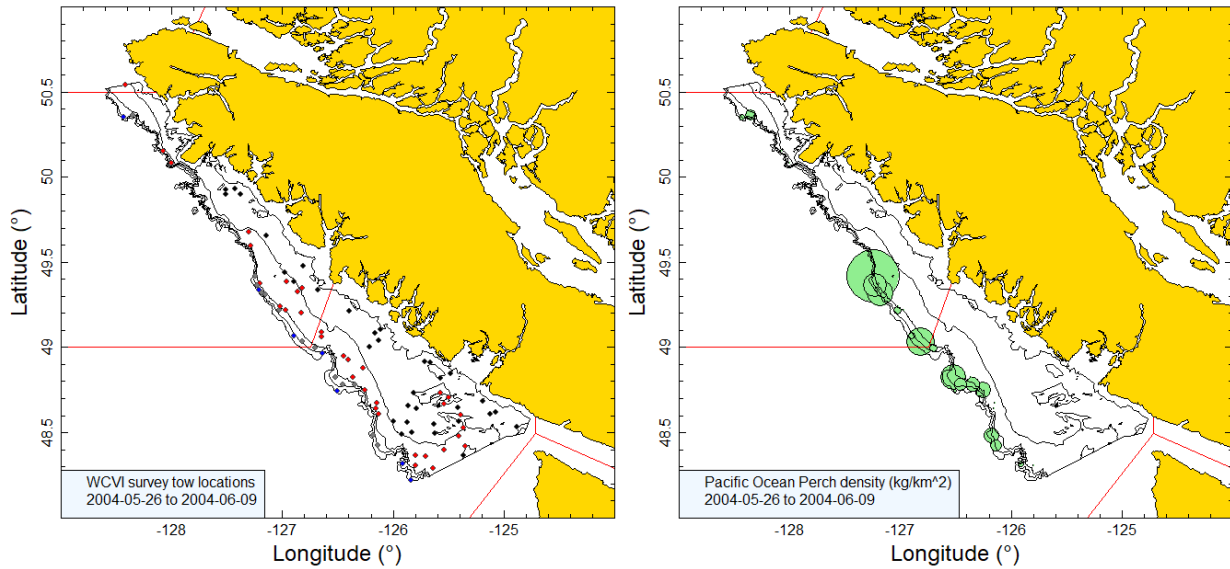 50.5
50
49.5
49
48.5
Latitude (°)
-128
-127
-126
-125
Longitude (°)
WCVI survey tow locations
2004-05-26 to 2004-06-09
50.5
50
49.5
49
48.5
Latitude (°)
-128
-127
-126
-125
Longitude (°)
Pacific Ocean Perch density (kg/km^2)
2004-05-26 to 2004-06-09